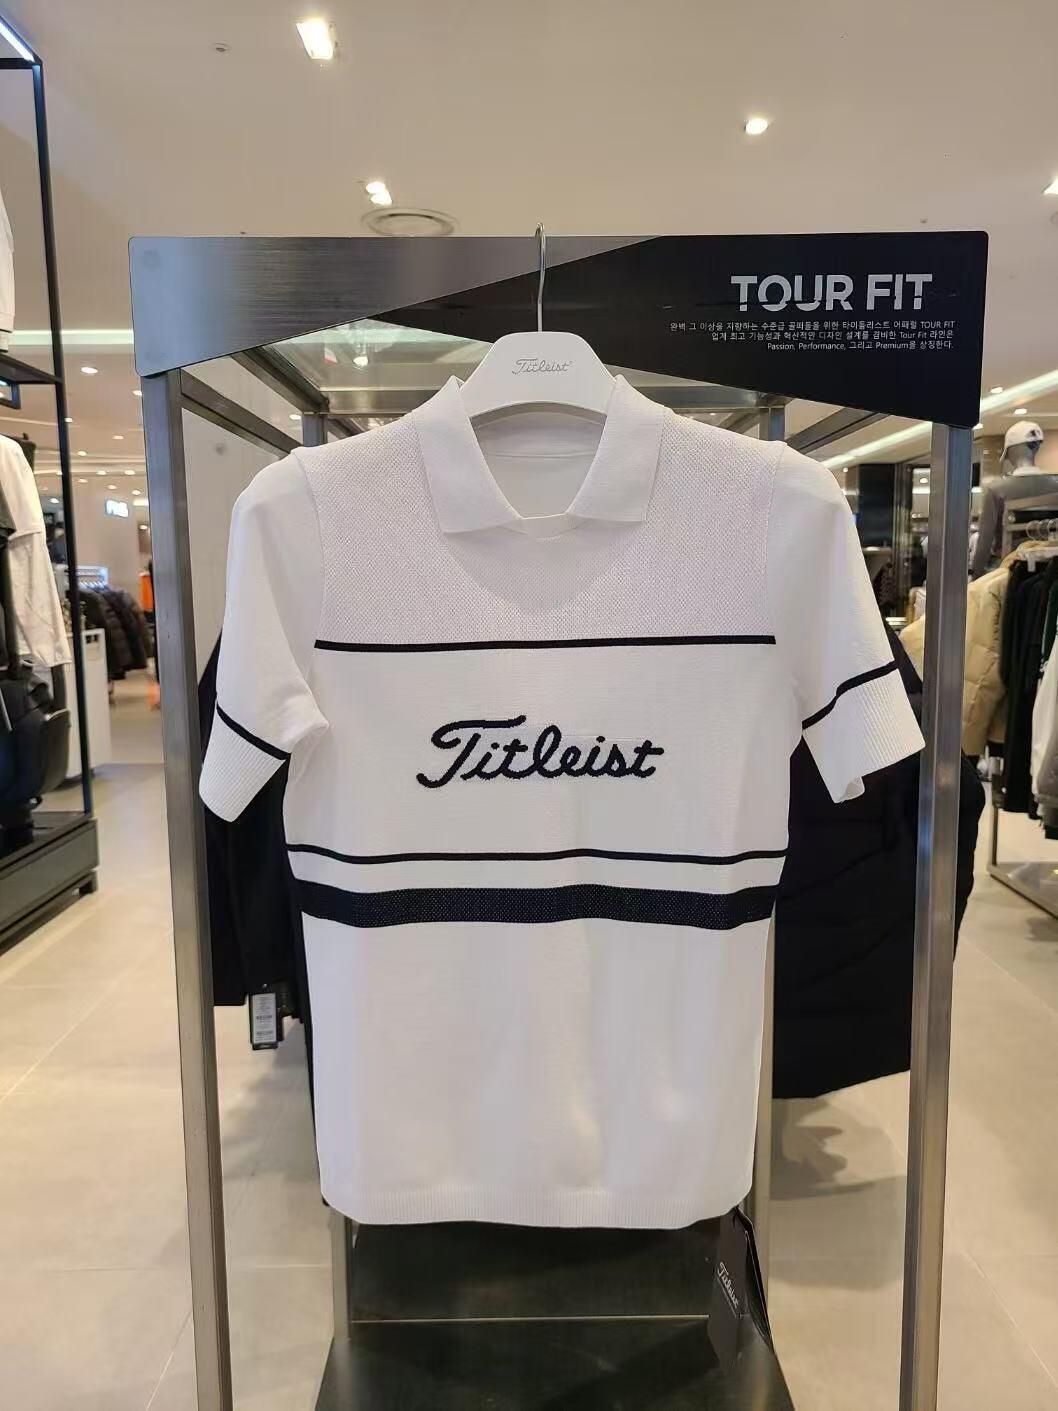 TOUR FIT
완벽 그 이상을 지향하는 수준급 골퍼들을 위한 타이틀리스트 어패럴 TOUR FIT
업계 최고 기능성과 혁신적인 디자인 설계를 겸비한 Tour Fit 라인은
Passion, Performance, 그리고 Premium을 상징한다.
Titleist
Titleist
Titleist